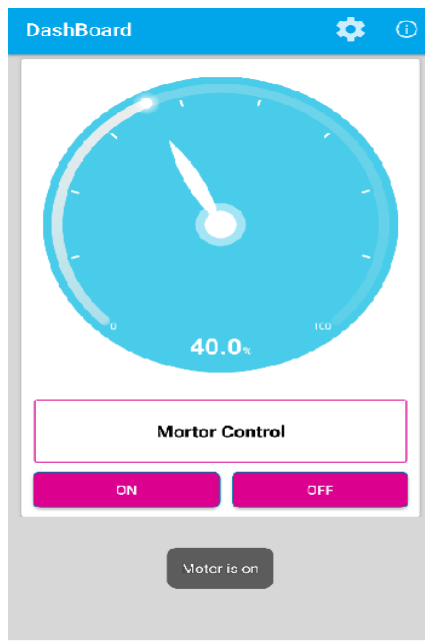 DashBoard
0
100
40.0%
Mortor Control
ON
OFF
Motor is on